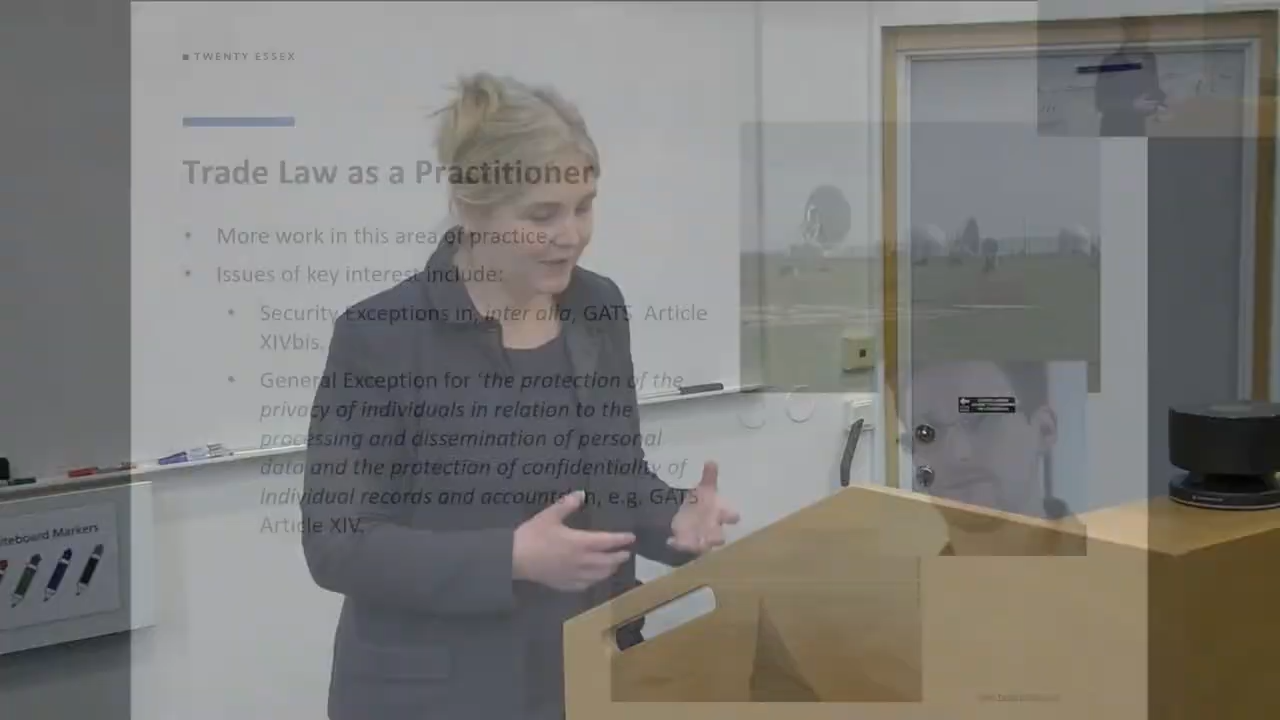 TWENTY ESSEX
Trade Law as a Practitioner
• More work in this area of practice.
• Issues of key interest include:
• Security Exceptions in, inter alia, GATS Article
XIVbis.
• General Exception for ‘the protection of the
privacy of individuals in relation to the
processing and dissemination of personal
data and the protection of confidentiality of
individual records and accounts in, e.g. GATS
Article XIV.
iteboard Markers